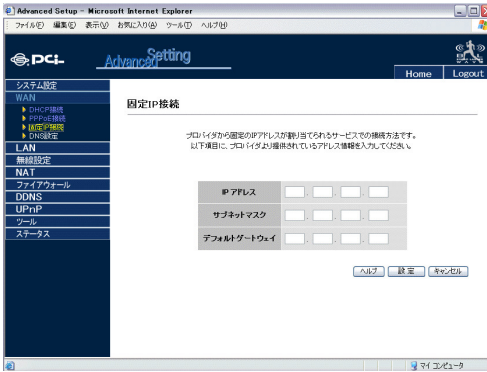 Advanced Setup - Microsoft Internet Explorer
ファイル(F) 編集(E) 表示(V) お気に入り(A) ツール(T) ヘルプ(H)
PCi
Advanced Setting
Home Logout
システム設定
WAN
DHCP接続
PPPoE接続
固定IP接続
DNS設定
LAN
無線設定
NAT
ファイアウォール
DDNS
UPnP
ツール
ステータス
固定IP接続
プロバイダから固定のIPアドレスが割り当てられるサービスでの接続方法です。
以下項目に、プロバイダより提供されているアドレス情報を入力してください。
IP アドレス
サブネットマスク
デフォルトゲートウェイ
ヘルプ 設定 キャンセル
マイ コンピュータ